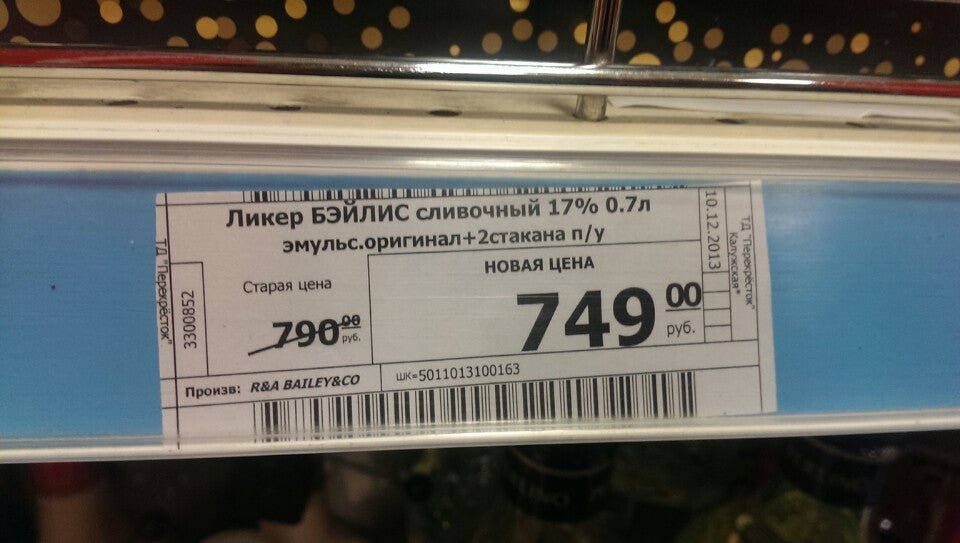 Ликер БЭЙЛИС сливочный 17% 0.7л
эмульс.оригинал+2стакана п/у
10.12.2013
ТД "Перекрёсток"
Калужская*
ТД "Перекрёсток"
3300852
Старая цена
790 00
руб.
НОВАЯ ЦЕНА
749 00
руб.
Произв: R&A BAILEY&CO
ШК=5011013100163